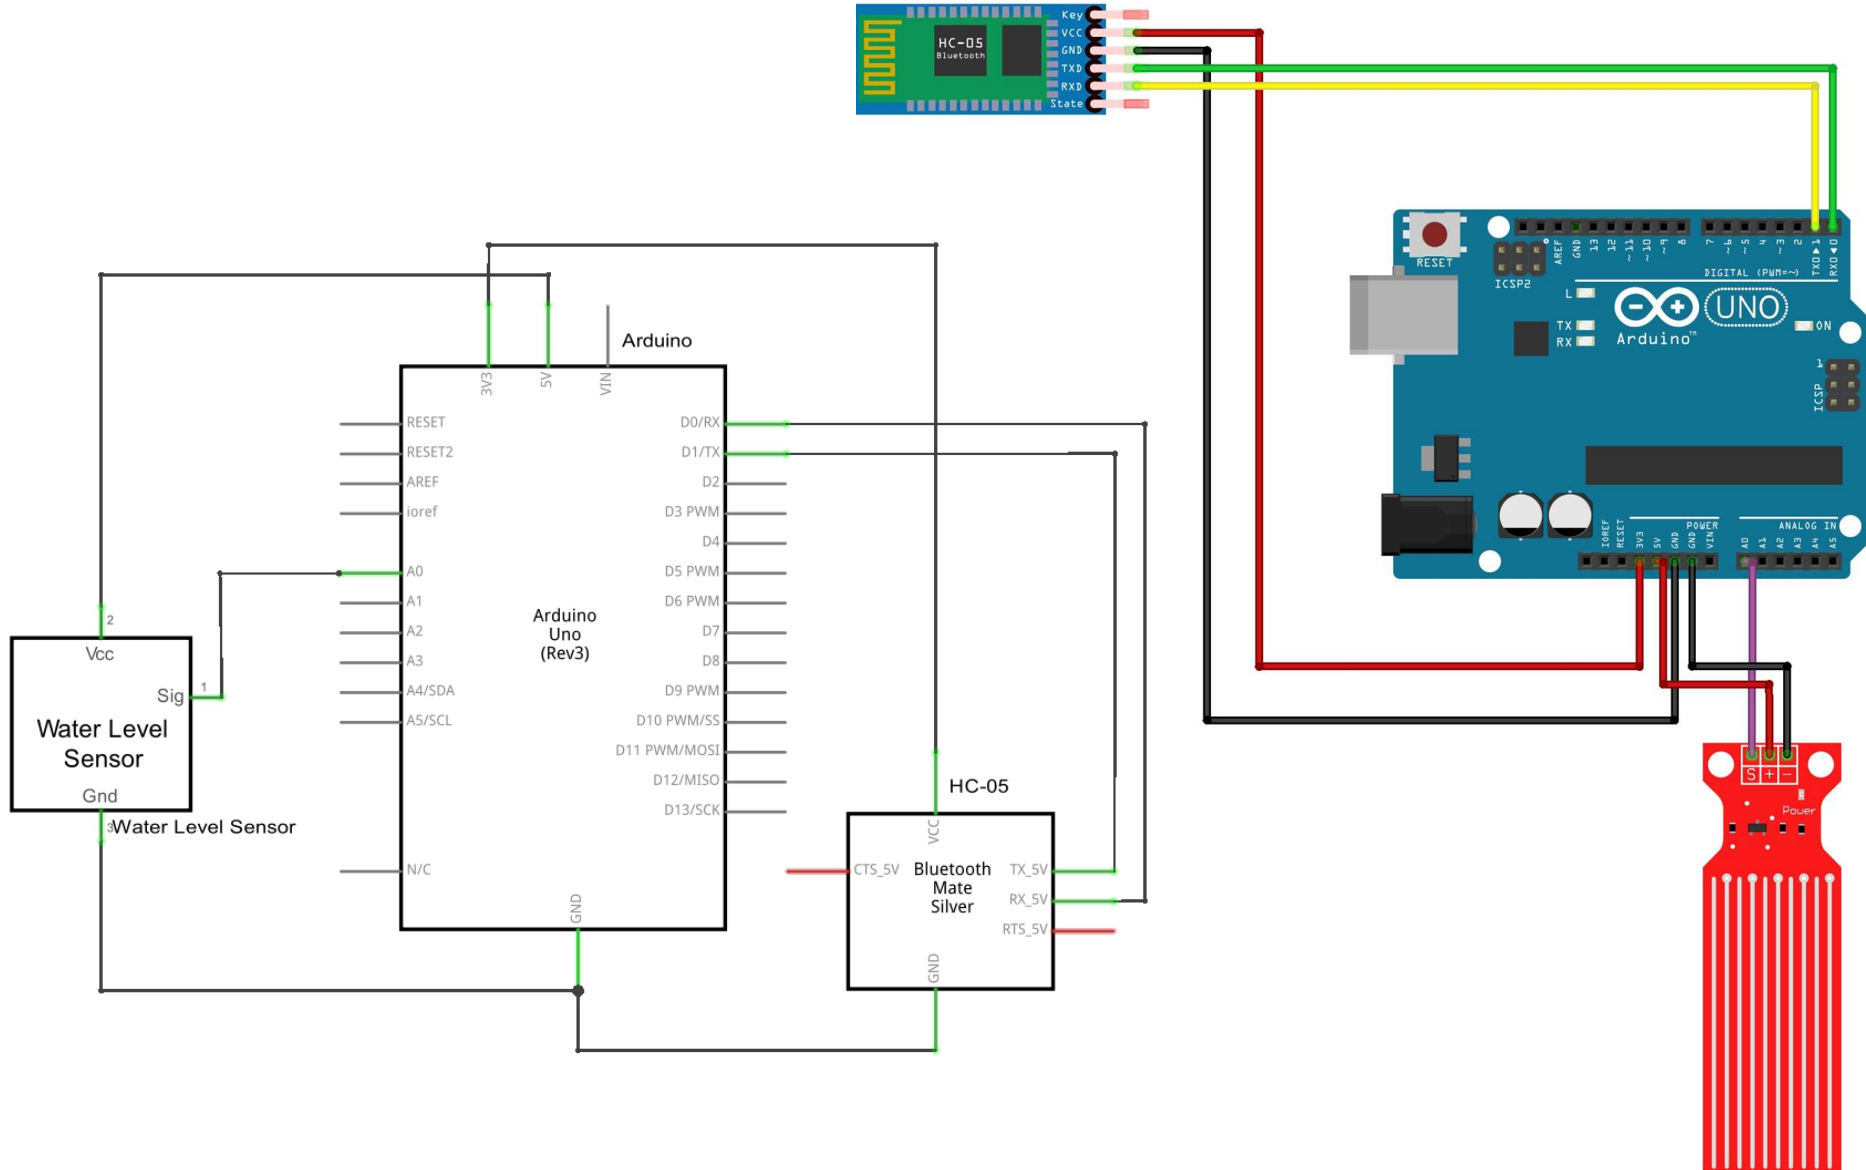 Key
VCC
GND
TXD
RXD
State
HC-05
Bluetooth
RESET
ICSP2
AREF
GND
13
12
~11
~10
~9
8
7
~6
~5
4
~3
2
TX0▶1
RX0◀0
DIGITAL (PWM=~)
L
TX
RX
UNO
Arduino™
ON
1
ICSP
IOREF
RESET
3V3
5V
GND
GND
VIN
POWER
ANALOG IN
A0
A1
A2
A3
A4
A5
S + -
Power
Arduino
3V3
5V
VIN
RESET
RESET2
AREF
ioref
A0
A1
A2
A3
A4/SDA
A5/SCL
N/C
D0/RX
D1/TX
D2
D3 PWM
D4
D5 PWM
D6 PWM
D7
D8
D9 PWM
D10 PWM/SS
D11 PWM/MOSI
D12/MISO
D13/SCK
GND
Arduino
Uno
(Rev3)
2
Vcc
Sig
1
Water Level
Sensor
Gnd
3
Water Level Sensor
HC-05
VCC
CTS_5V
Bluetooth
Mate
Silver
TX_5V
RX_5V
RTS_5V
GND